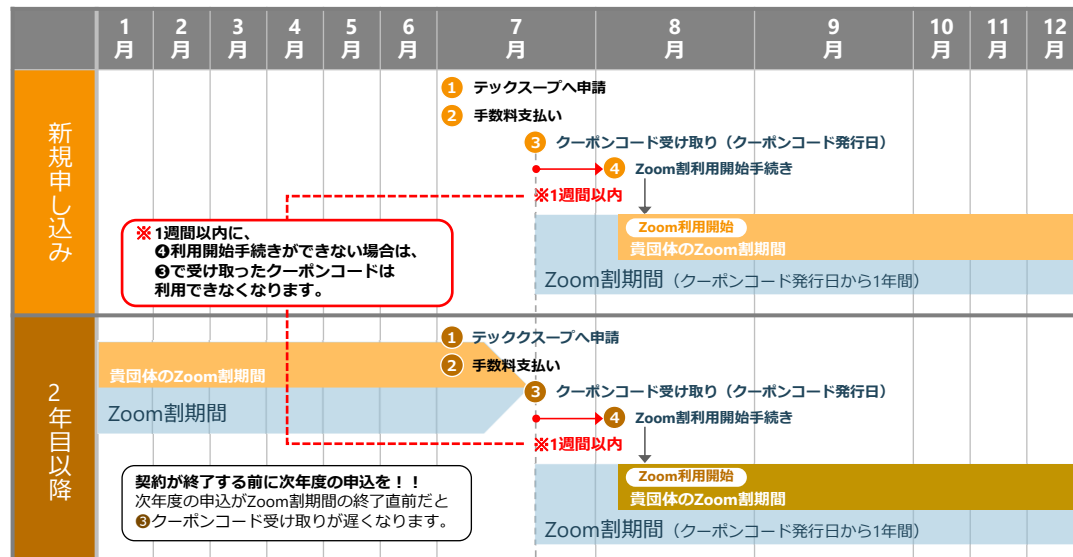 1月 2月 3月 4月 5月 6月 7月 8月 9月 10月 11月 12月
新規申し込み
1 テックスープへ申請
2 手数料支払い
3 クーポンコード受け取り（クーポンコード発行日）
4 Zoom割利用開始手続き
※1週間以内
※ 1週間以内に、
❹利用開始手続きができない場合は、
❸で受け取ったクーポンコードは
利用できなくなります。
Zoom利用開始
貴団体のZoom割期間
Zoom割期間（クーポンコード発行日から1年間）
2年目以降
1 テッククスープへ申請
2 手数料支払い
貴団体のZoom割期間
3 クーポンコード受け取り（クーポンコード発行日）
Zoom割期間
4 Zoom割利用開始手続き
※1週間以内
契約が終了する前に次年度の申込を！！
次年度の申込がZoom割期間の終了直前だと
❸クーポンコード受け取りが遅くなります。
Zoom利用開始
貴団体のZoom割期間
Zoom割期間（クーポンコード発行日から1年間）